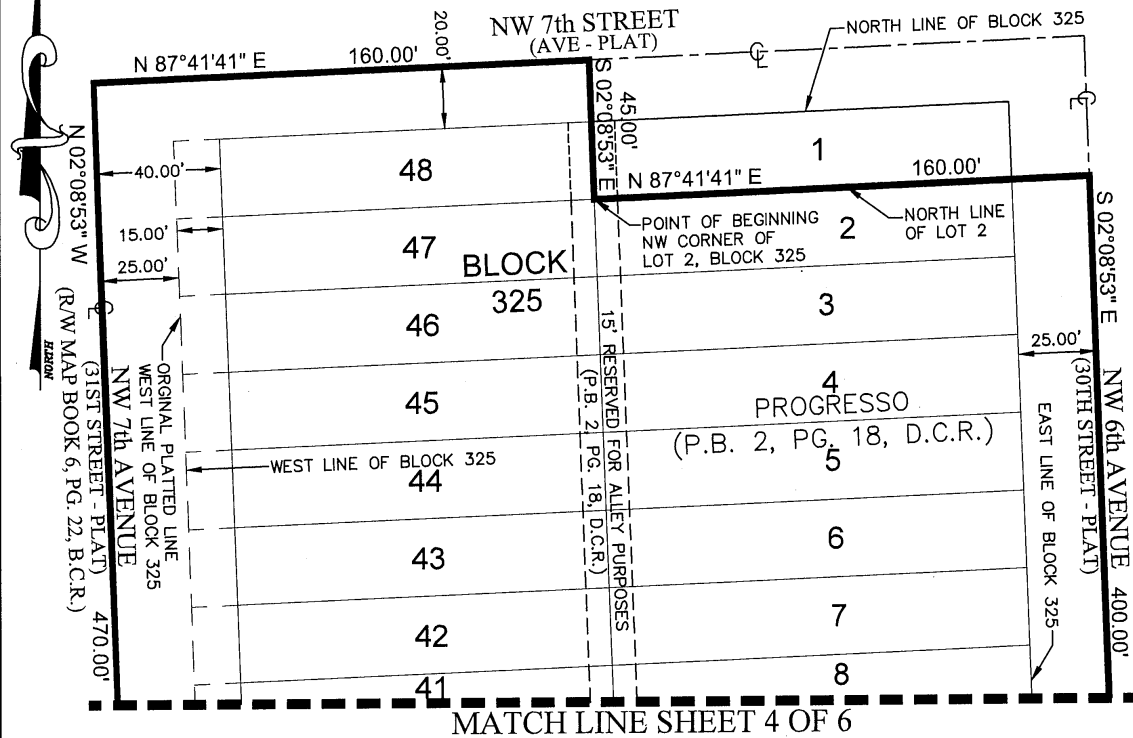 NW 7th STREET
(AVE - PLAT)
NORTH LINE OF BLOCK 325
N 87°41'41" E
160.00'
20.00'
S 02°08'53" E
45.00'
CL
CL
N 02°08'53" W
40.00'
48
1
N 87°41'41" E
160.00'
15.00'
25.00'
47
BLOCK
325
POINT OF BEGINNING
NW CORNER OF
LOT 2, BLOCK 325
2
NORTH LINE
OF LOT 2
S 02°08'53" E
CL
46
3
25.00'
NORTH
45
4
PROGRESSO
(P.B. 2, PG. 18, D.C.R.)
5
WEST LINE OF BLOCK 325
44
43
6
42
7
41
8
15' RESERVED FOR ALLEY PURPOSES
(P.B. 2, PG. 18, D.C.R.)
ORGINAL PLATTED LINE
WEST LINE OF BLOCK 325
NW 7th AVENUE
(31ST STREET - PLAT)
470.00'
(R/W MAP BOOK 6, PG. 22, B.C.R.)
EAST LINE OF BLOCK 325
NW 6th AVENUE
(30TH STREET - PLAT)
400.00'
MATCH LINE SHEET 4 OF 6